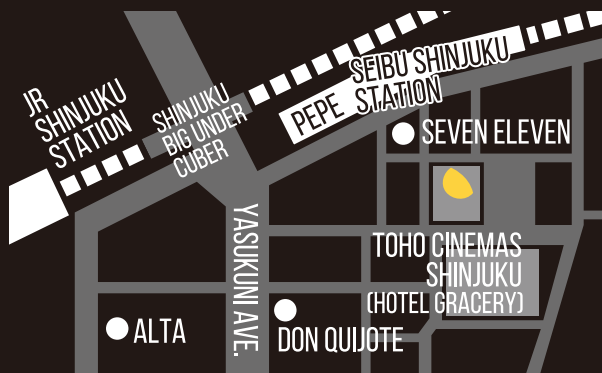 JR
SHINJUKU
STATION
SHINJUKU
BIG UNDER
CUBER
PEPE
SEIBU SHINJUKU
STATION
SEVEN ELEVEN
YASUKUNI AVE.
TOHO CINEMAS
SHINJUKU
(HOTEL GRACERY)
ALTA
DON QUIJOTE